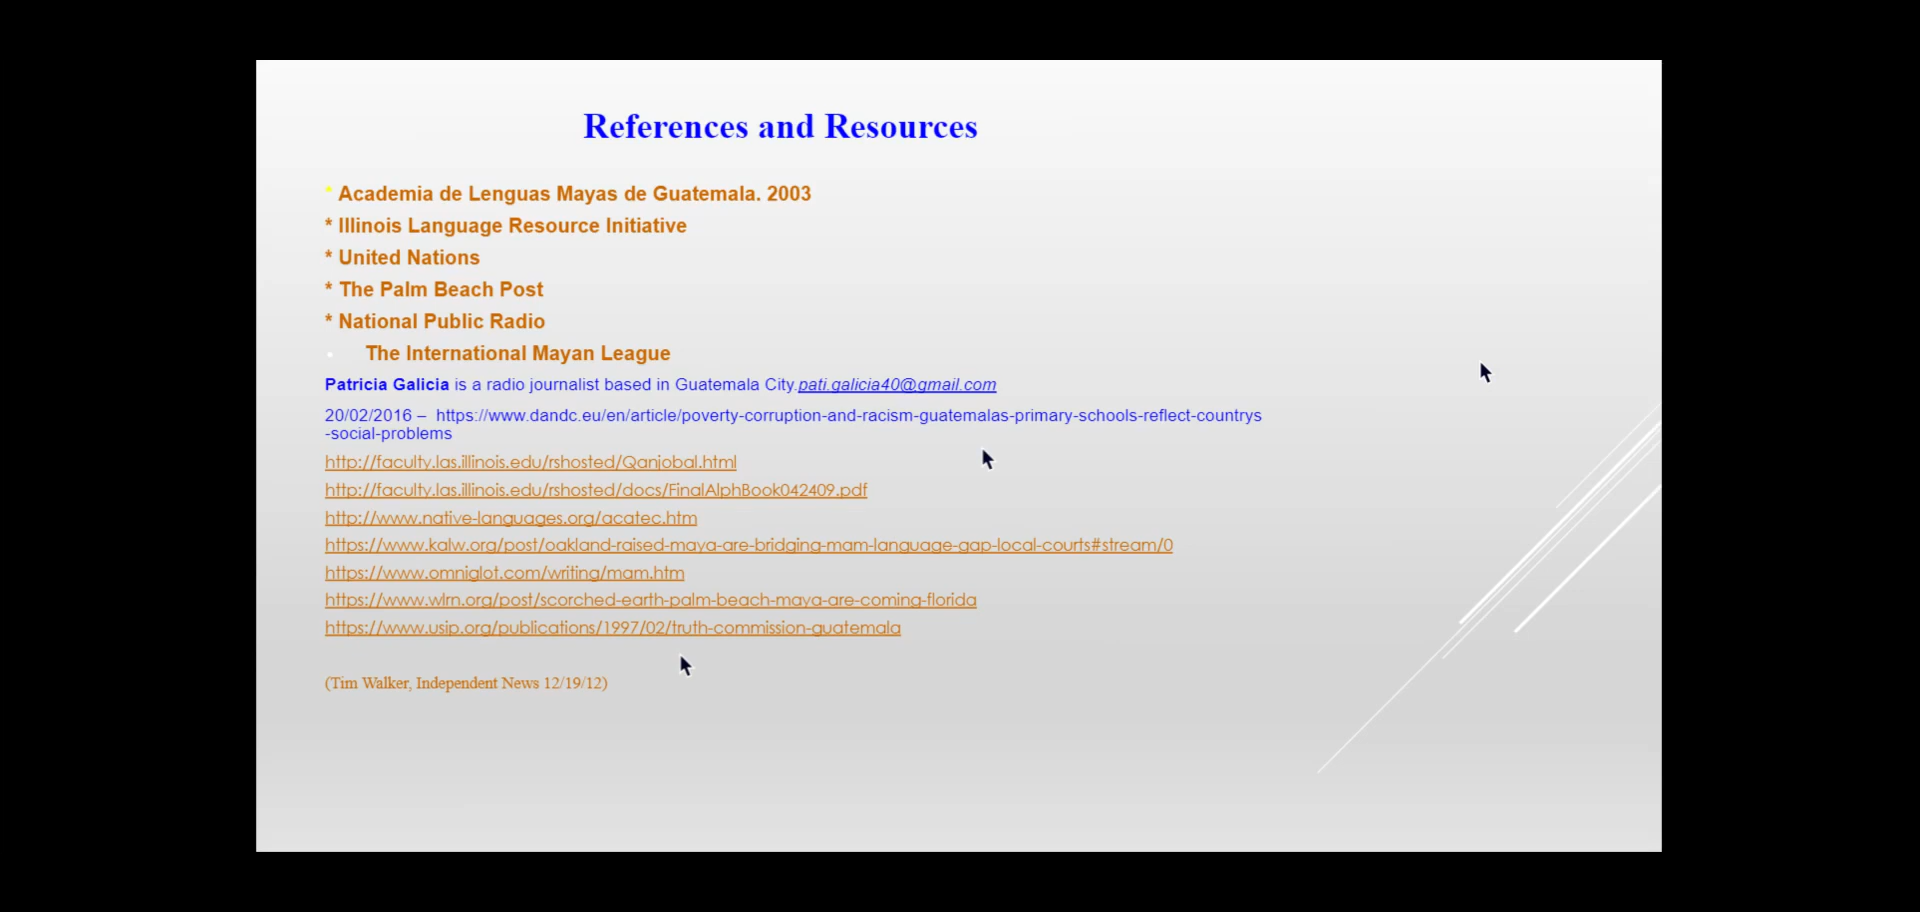 References and Resources
* Academia de Lenguas Mayas de Guatemala. 2003
* Illinois Language Resource Initiative
* United Nations
* The Palm Beach Post
* National Public Radio
• The International Mayan League
Patricia Galicia is a radio journalist based in Guatemala City.pati.galicia40@gmail.com
20/02/2016 – https://www.dandc.eu/en/article/poverty-corruption-and-racism-guatemalas-primary-schools-reflect-countrys
-social-problems
http://faculty.las.illinois.edu/rshosted/Qanjobal.html
http://faculty.las.illinois.edu/rshosted/docs/FinalAlphBook042409.pdf
http://www.native-languages.org/acatec.htm
https://www.kalw.org/post/oakland-raised-maya-are-bridging-mam-language-gap-local-courts#stream/0
https://www.omniglot.com/writing/mam.htm
https://www.wlrn.org/post/scorched-earth-palm-beach-maya-are-coming-florida
https://www.usip.org/publications/1997/02/truth-commission-guatemala
(Tim Walker, Independent News 12/19/12)